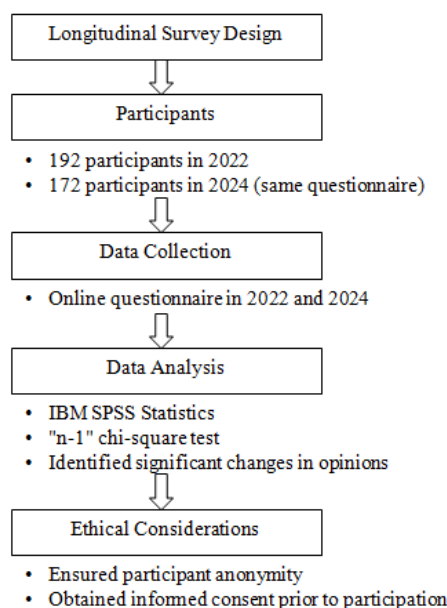 Longitudinal Survey Design
Participants
• 192 participants in 2022
• 172 participants in 2024 (same questionnaire)
Data Collection
• Online questionnaire in 2022 and 2024
Data Analysis
• IBM SPSS Statistics
• "n-1" chi-square test
• Identified significant changes in opinions
Ethical Considerations
• Ensured participant anonymity
• Obtained informed consent prior to participation